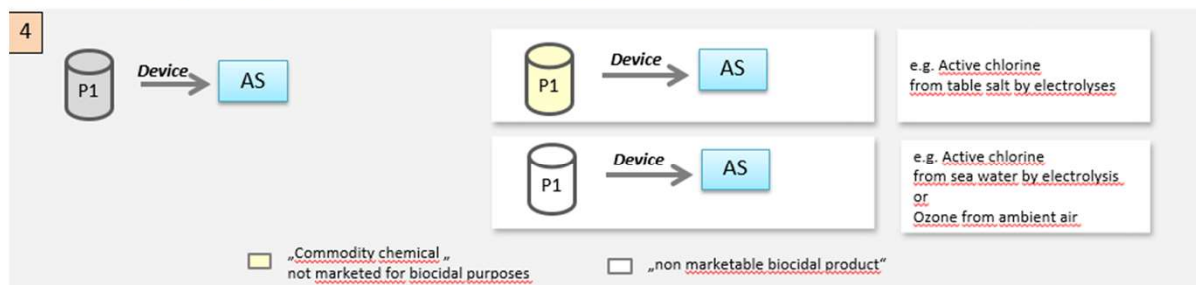 4
P1
Device
AS
P1
Device
AS
e.g. Active chlorine
from table salt by electrolyses
P1
Device
AS
e.g. Active chlorine
from sea water by electrolysis
or
Ozone from ambient air
„Commodity chemical „
not marketed for biocidal purposes
„non marketable biocidal product“